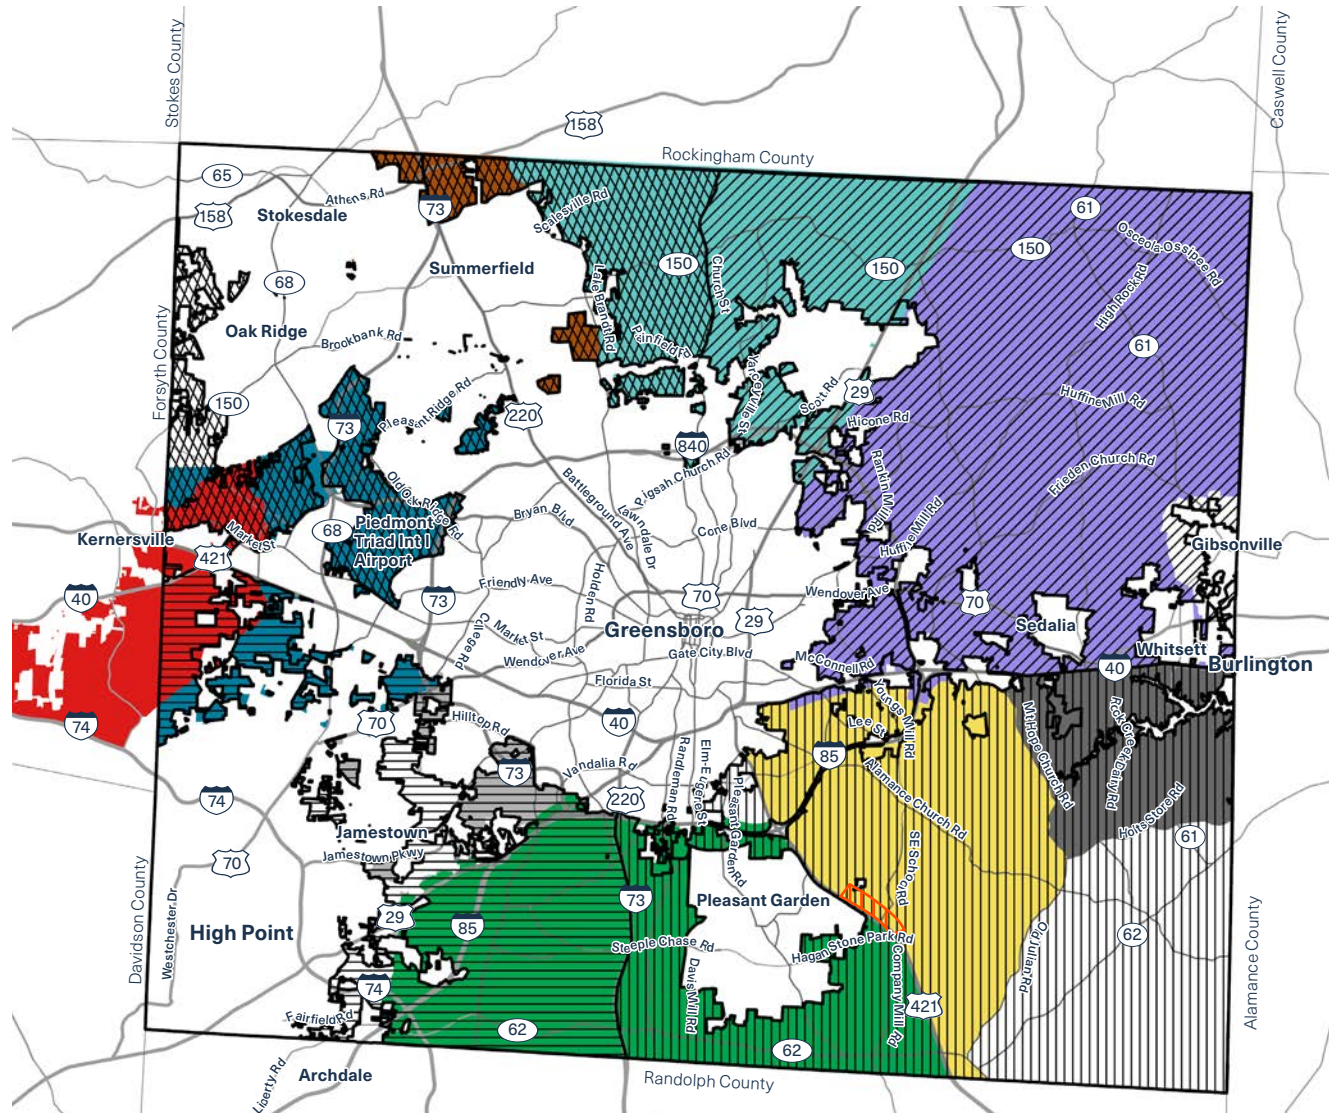 Stokes County
Caswell County
158
Rockingham County
65
Athens Rd
158
Stokesdale
73
Scalesville Rd
61
Osceola Ossipee Rd
150
150
150
Summerfield
68
Church St
Lake Brandt Rd
High Rock Rd
Oak Ridge
Brookbank Rd
Painfield Rd
61
Forsyth County
Yanceyville St
150
Pleasant Ridge Rd
220
Scott Rd
29
Huffine Mill Rd
73
Hicone Rd
840
Pigsah Church Rd
Frieden Church Rd
Rankin Mill Rd
Battleground Ave
Lawndale Dr
Old Oak Ridge Rd
Bryan Blvd
Cone Blvd
Huffine Mill Rd
68
Piedmont
Triad Int l
Airport
Market St
Kernersville
421
Gibsonville
40
Friendly Ave
73
Holden Rd
70
Wendover Ave
70
29
Sedalia
College Rd
Market St
Greensboro
Wendover Ave
Gate City Blvd
McConnell Rd
Whitsett
40
Burlington
Florida St
74
70
Hilltop Rd
40
Youngs Mill Rd
Lee St
Mt Hope Church Rd
Rock Creek Dairy Rd
73
Vandalia Rd
Randleman Rd
Elm-Eugene St
85
74
220
Pleasant Garden Rd
Alamance Church Rd
Holts Store Rd
Jamestown
Jamestown Pkwy
70
61
SE School Rd
Davidson County
Westchester Dr
73
Pleasant Garden
29
High Point
85
Steeple Chase Rd
Hagan Stone Park Rd
62
Old Julian Rd
Alamance County
74
Davis Mill Rd
Company Mill Rd
421
Fairfield Rd
62
62
Archdale
Liberty Rd
Randolph County